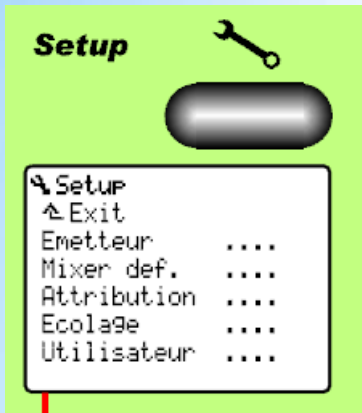 Setup
Setup
Exit
Emetteur ....
Mixer def. ....
Attribution ....
Ecolage ....
Utilisateur ....